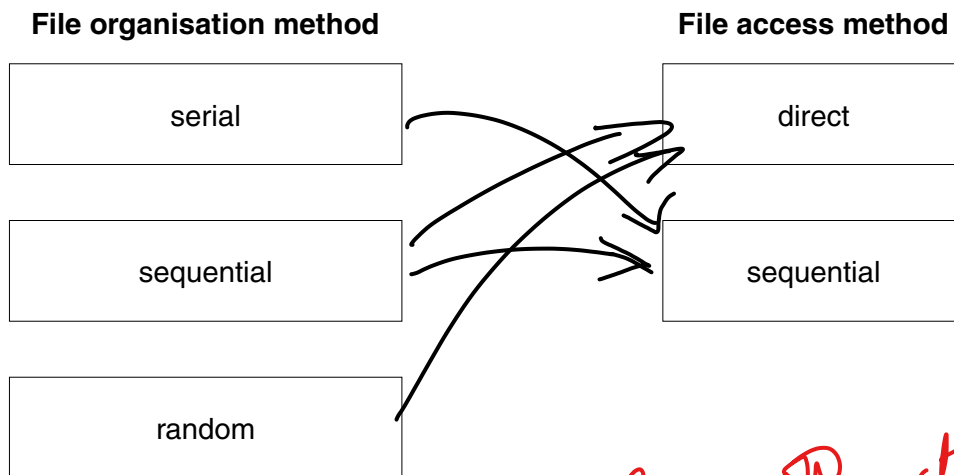 File organisation method File access method
serial direct
sequential sequential
random